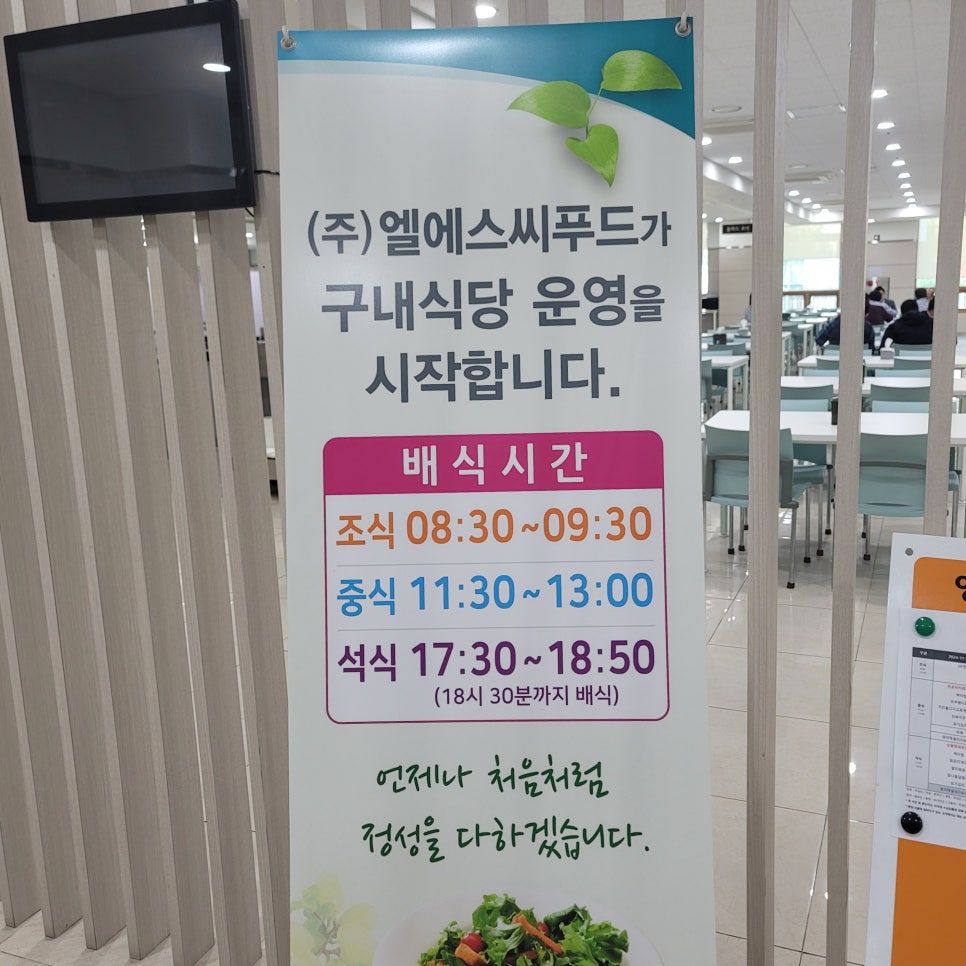 (주)엘에스씨푸드가
구내식당 운영을
시작합니다.
배식시간
조식 08:30~09:30
중식 11:30~13:00
석식 17:30~18:50
(18시 30분까지 배식)
언제나 처음처럼
정성을 다하겠습니다.